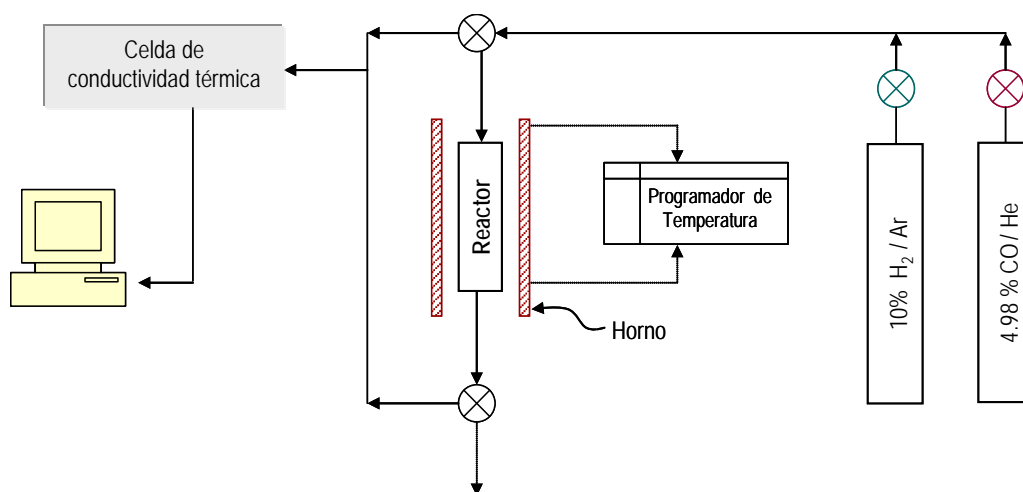 Celda de
conductividad térmica
Reactor
Programador de
Temperatura
Horno
10% H₂ / Ar
4.98 % CO / He